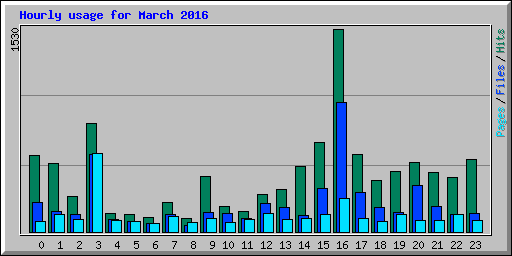 Hourly usage for March 2016
1530
Pages / Files / Hits
0 1 2 3 4 5 6 7 8 9 10 11 12 13 14 15 16 17 18 19 20 21 22 23